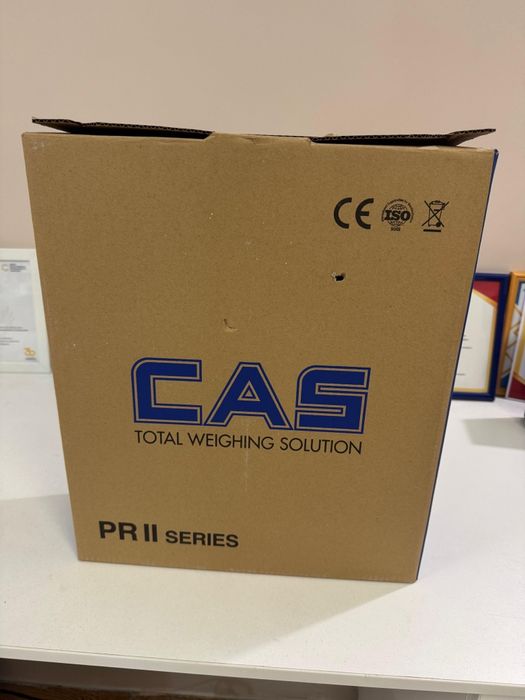 CE
ISO
CAS
TOTAL WEIGHING SOLUTION
PR II SERIES